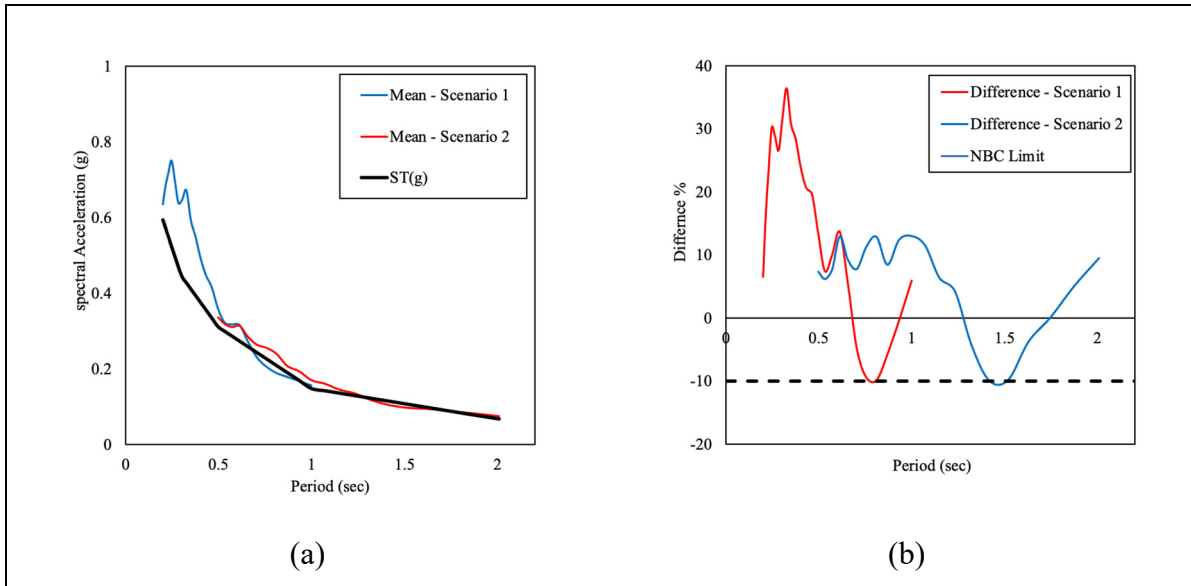 1
0.8
0.6
0.4
0.2
0
spectral Acceleration (g)
Mean - Scenario 1
Mean - Scenario 2
ST(g)
0 0.5 1 1.5 2
Period (sec)
(a)
40
30
20
10
0
-10
-20
Differnce %
Difference - Scenario 1
Difference - Scenario 2
NBC Limit
0 0.5 1 1.5 2
Period (sec)
(b)